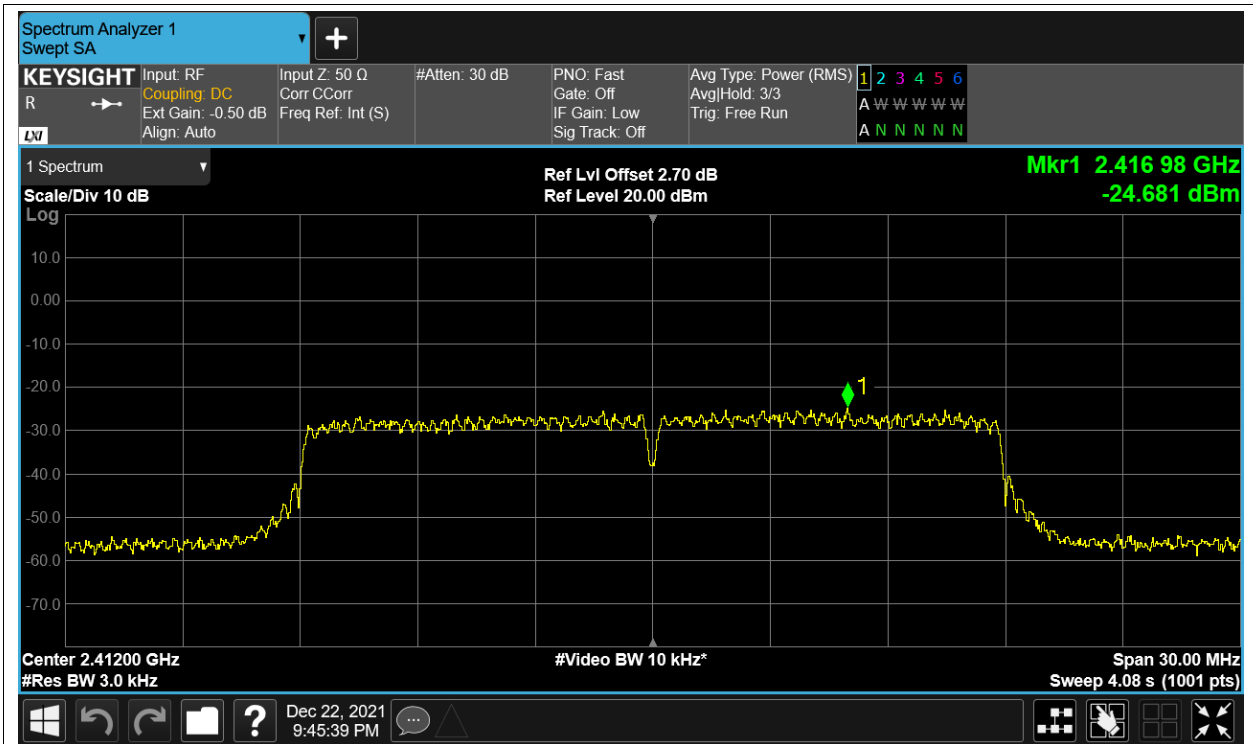 Spectrum Analyzer 1
Swept SA
KEYSIGHT
R
LXI
Input: RF
Coupling: DC
Ext Gain: -0.50 dB
Align: Auto
Input Z: 50 Ω
Corr CCorr
Freq Ref: Int (S)
#Atten: 30 dB
PNO: Fast
Gate: Off
IF Gain: Low
Sig Track: Off
Avg Type: Power (RMS)
Avg|Hold: 3/3
Trig: Free Run
1 2 3 4 5 6
A W W W W W
A N N N N N
1 Spectrum
Scale/Div 10 dB
Log
Ref Lvl Offset 2.70 dB
Ref Level 20.00 dBm
Mkr1 2.416 98 GHz
-24.681 dBm
10.0
0.00
-10.0
-20.0
1
-30.0
-40.0
-50.0
-60.0
-70.0
Center 2.41200 GHz
#Res BW 3.0 kHz
#Video BW 10 kHz*
Span 30.00 MHz
Sweep 4.08 s (1001 pts)
?
Dec 22, 2021
9:45:39 PM